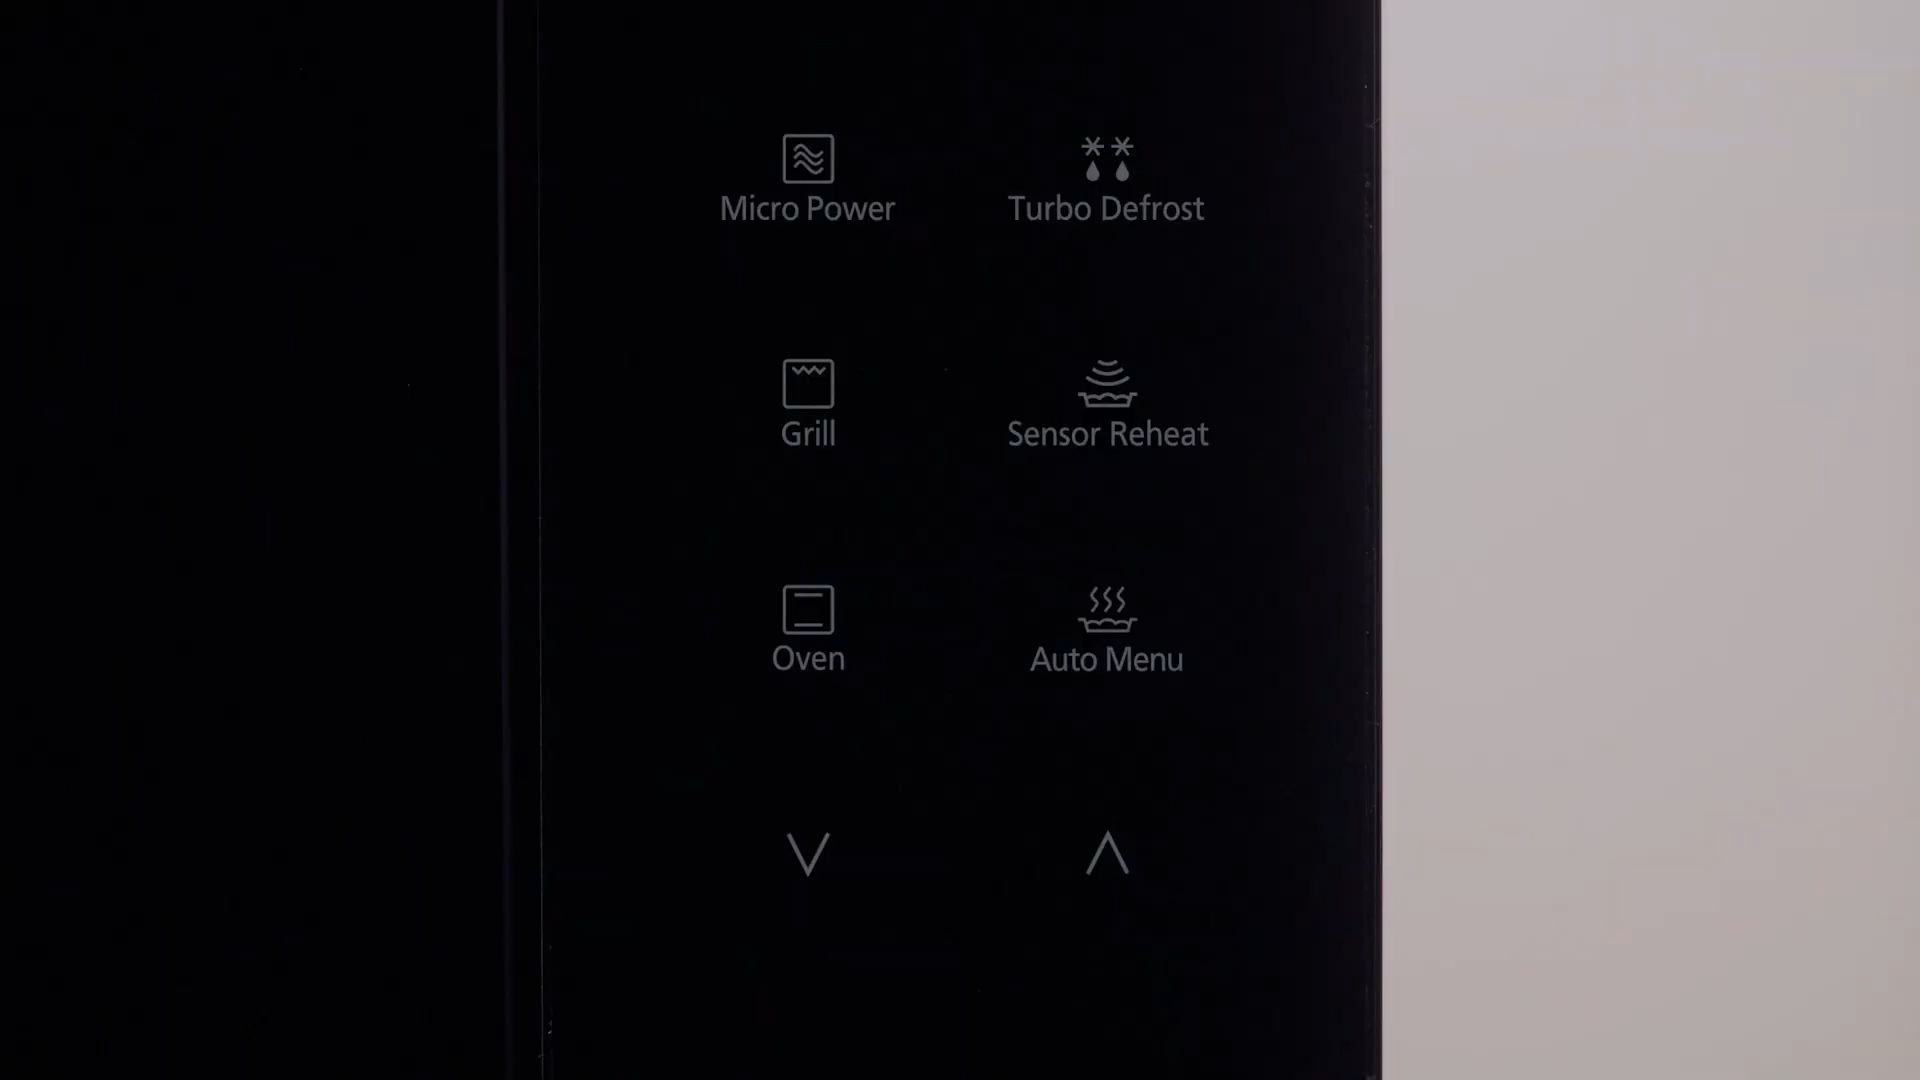 Micro Power
Turbo Defrost
Grill
Sensor Reheat
Oven
Auto Menu